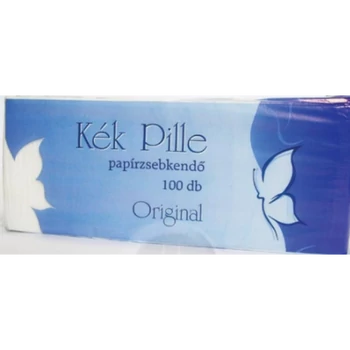 Kék Pille
papírzsebkendő
100 db
Original